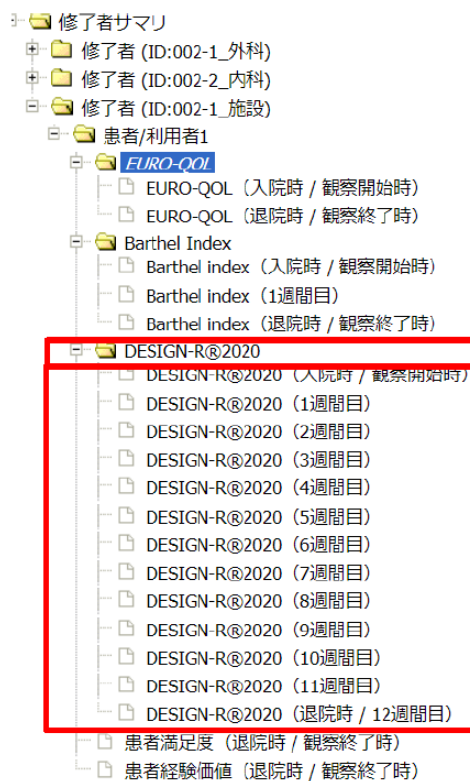 修了者サマリ
修了者 (ID:002-1_外科)
修了者 (ID:002-2_内科)
修了者 (ID:002-1_施設)
患者/利用者1
EURO-QOL
EURO-QOL（入院時 / 観察開始時）
EURO-QOL（退院時 / 観察終了時）
Barthel Index
Barthel index（入院時 / 観察開始時）
Barthel index（1週間目）
Barthel index（退院時 / 観察終了時）
DESIGN-R®2020
DESIGN-R®2020（入院時 / 観察開始時）
DESIGN-R®2020（1週間目）
DESIGN-R®2020（2週間目）
DESIGN-R®2020（3週間目）
DESIGN-R®2020（4週間目）
DESIGN-R®2020（5週間目）
DESIGN-R®2020（6週間目）
DESIGN-R®2020（7週間目）
DESIGN-R®2020（8週間目）
DESIGN-R®2020（9週間目）
DESIGN-R®2020（10週間目）
DESIGN-R®2020（11週間目）
DESIGN-R®2020（退院時 / 12週間目）
患者満足度（退院時 / 観察終了時）
患者経験価値（退院時 / 観察終了時）